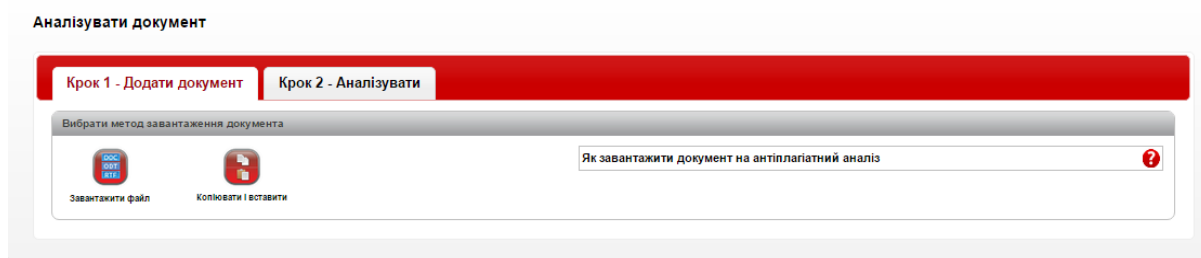 Аналізувати документ
Крок 1 - Додати документ Крок 2 - Аналізувати
Вибрати метод завантаження документа
DOC
ODT
RTF
Як завантажити документ на антіплагіатний аналіз ?
Завантажити файл Копіювати і вставити